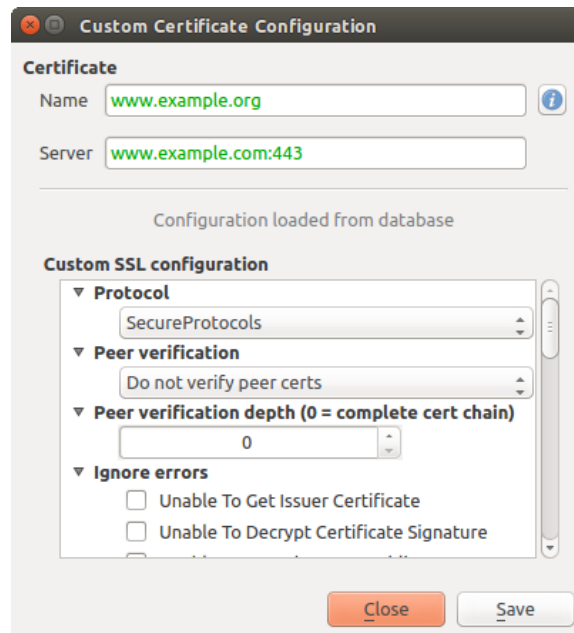 Custom Certificate Configuration
Certificate
Name www.example.org
Server www.example.com:443
Configuration loaded from database
Custom SSL configuration
Protocol
SecureProtocols
Peer verification
Do not verify peer certs
Peer verification depth (0 = complete cert chain)
0
Ignore errors
Unable To Get Issuer Certificate
Unable To Decrypt Certificate Signature
Close Save